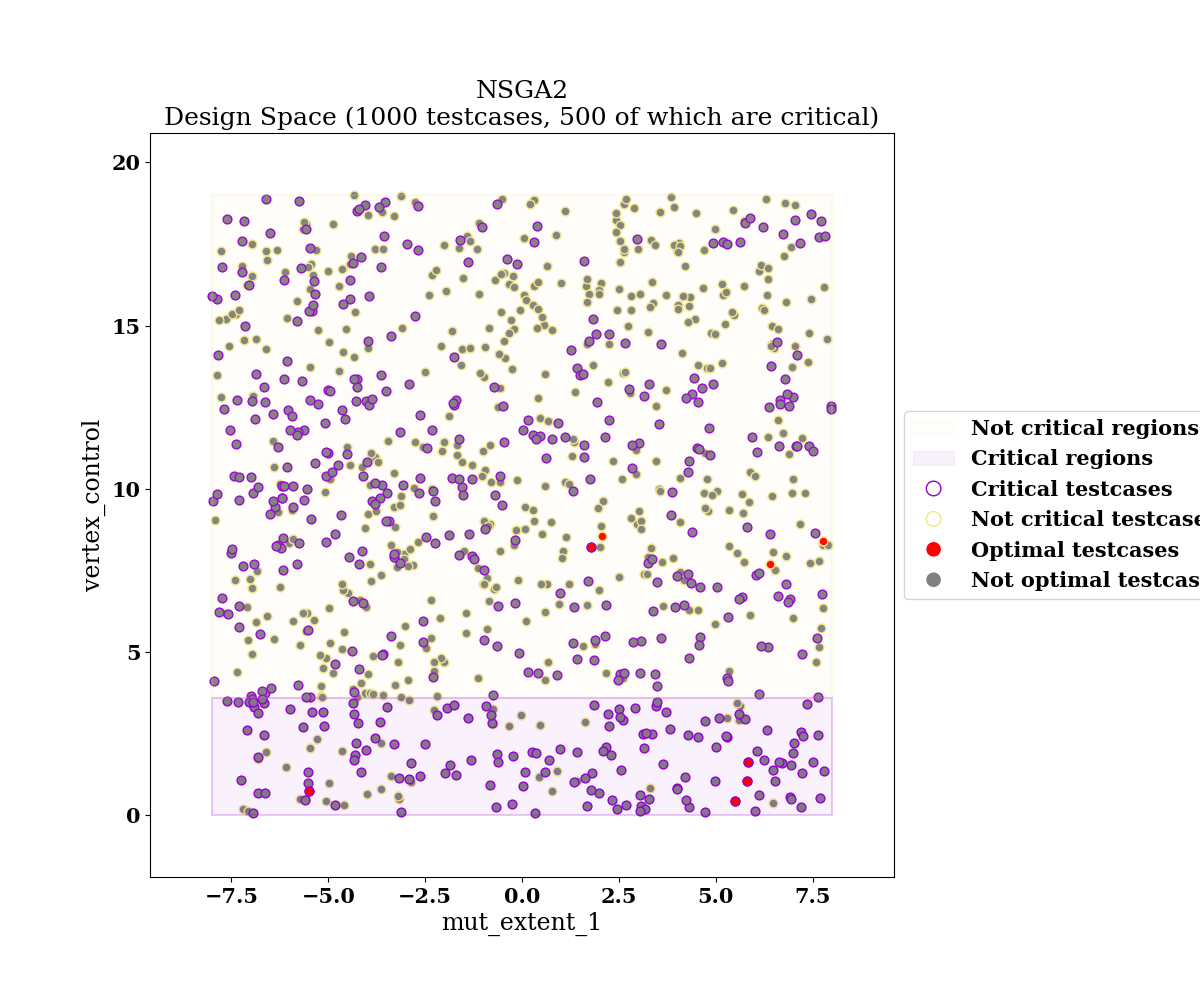 NSGA2
Design Space (1000 testcases, 500 of which are critical)
20
15
10
5
0
vertex_control
−7.5 −5.0 −2.5 0.0 2.5 5.0 7.5
mut_extent_1
Not critical regions
Critical regions
Critical testcases
Not critical testcase
Optimal testcases
Not optimal testcas